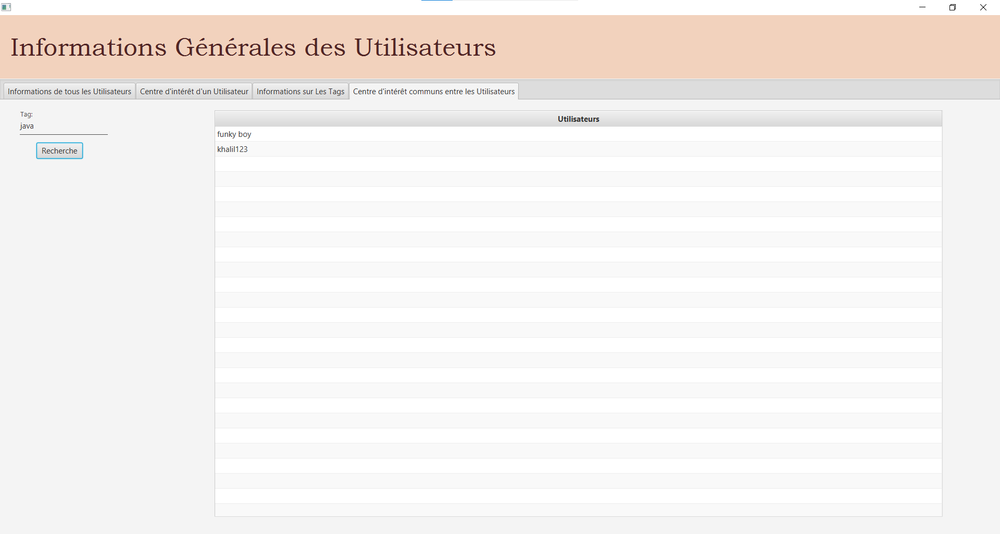 Informations Générales des Utilisateurs
Informations de tous les Utilisateurs
Centre d'intérêt d'un Utilisateur
Informations sur Les Tags
Centre d'intérêt communs entre les Utilisateurs
Tag:
java
Recherche
Utilisateurs
funky boy
khalil123